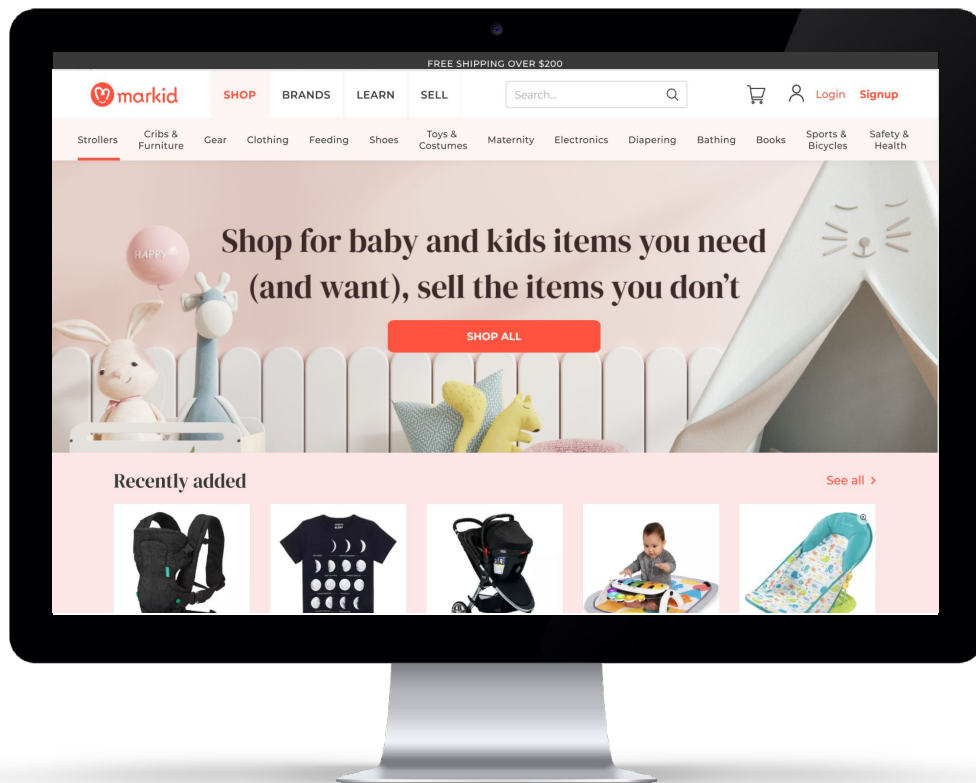 FREE SHIPPING OVER $200
markid
SHOP
BRANDS
LEARN
SELL
Search...
Login
Signup
Strollers
Cribs &
Furniture
Gear
Clothing
Feeding
Shoes
Toys &
Costumes
Maternity
Electronics
Diapering
Bathing
Books
Sports &
Bicycles
Safety &
Health
HAPPY
Shop for baby and kids items you need
(and want), sell the items you don't
SHOP ALL
Recently added
See all >